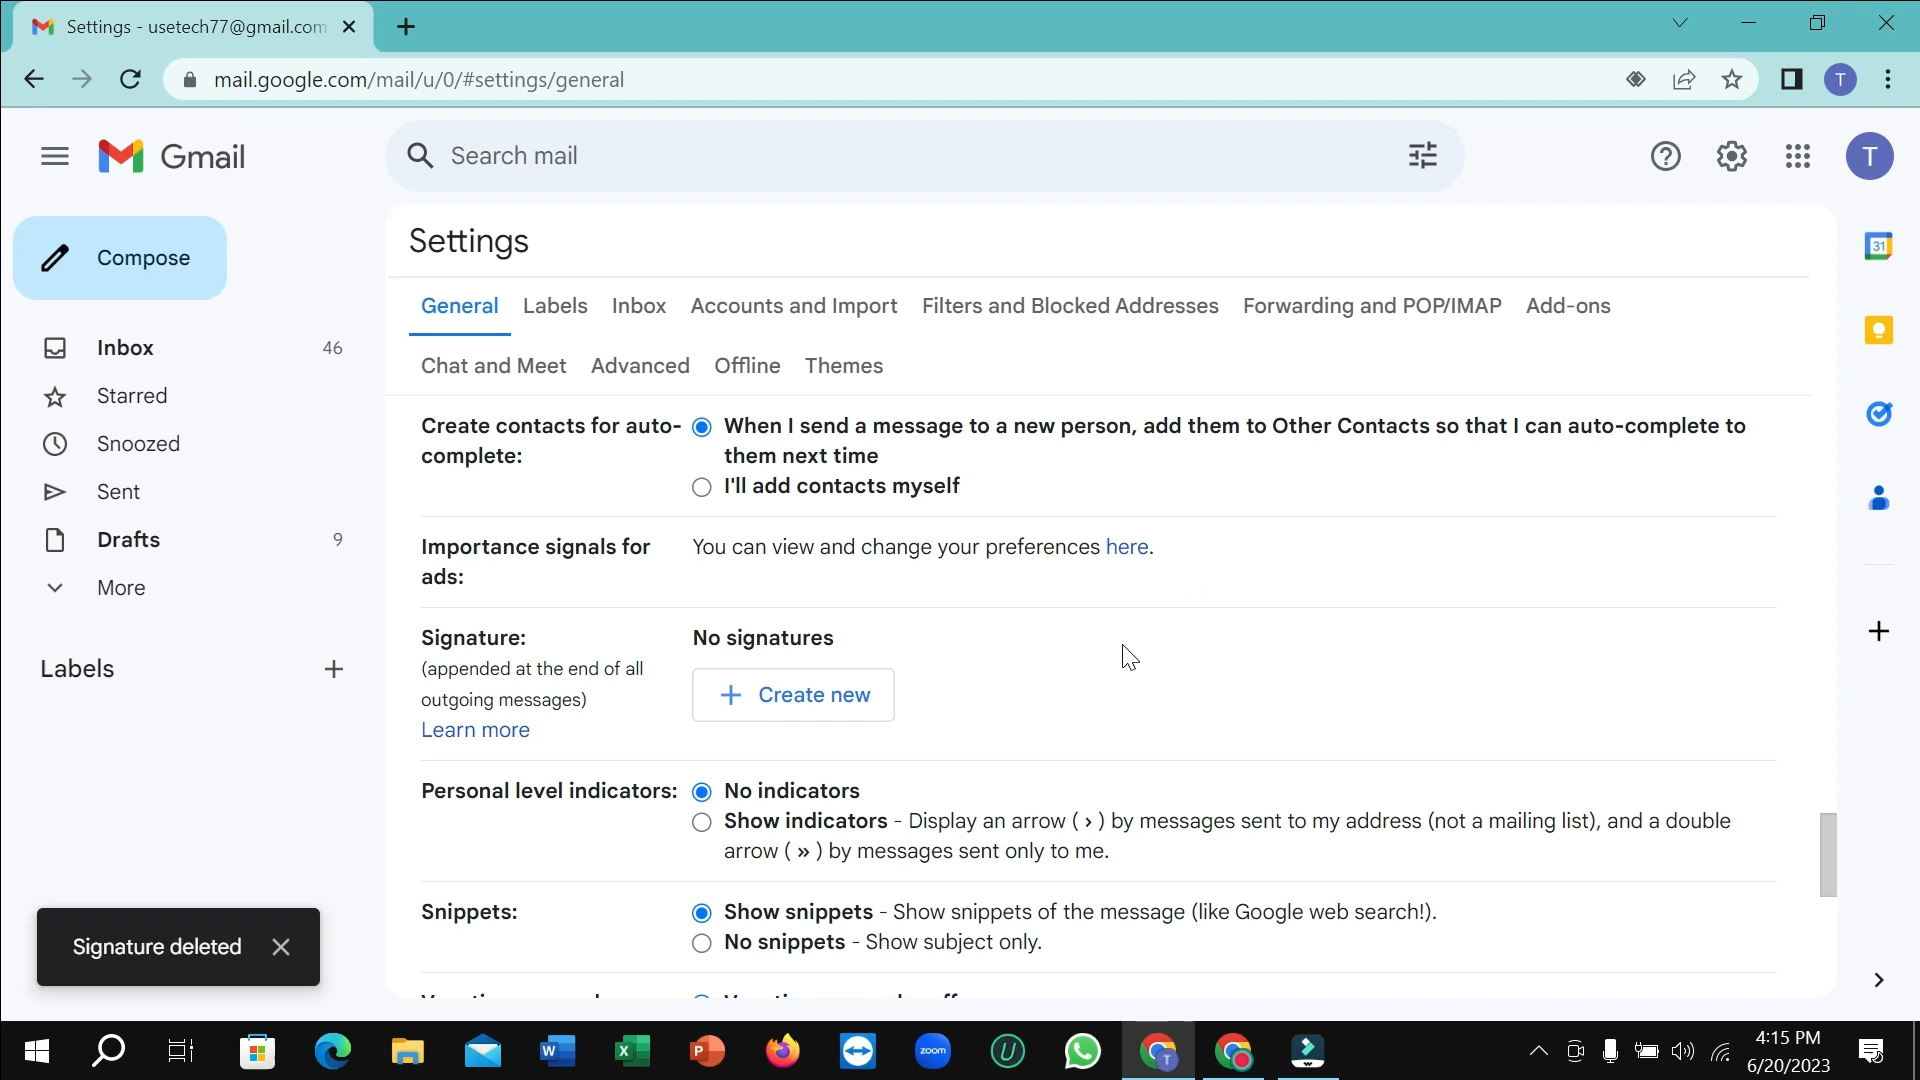 Settings - usetech77@gmail.com
mail.google.com/mail/u/0/#settings/general
T
Gmail
Search mail
T
Compose
Inbox 46
Starred
Snoozed
Sent
Drafts 9
More
Labels
Settings
General Labels Inbox Accounts and Import Filters and Blocked Addresses Forwarding and POP/IMAP Add-ons
Chat and Meet Advanced Offline Themes
Create contacts for auto-
complete:
When I send a message to a new person, add them to Other Contacts so that I can auto-complete to
them next time
I'll add contacts myself
Importance signals for
ads:
You can view and change your preferences here.
Signature:
(appended at the end of all
outgoing messages)
Learn more
No signatures
Create new
Personal level indicators:
No indicators
Show indicators - Display an arrow ( › ) by messages sent to my address (not a mailing list), and a double
arrow ( » ) by messages sent only to me.
Snippets:
Show snippets - Show snippets of the message (like Google web search!).
No snippets - Show subject only.
Signature deleted
31
W
X
P
zoom
U
T
4:15 PM
6/20/2023